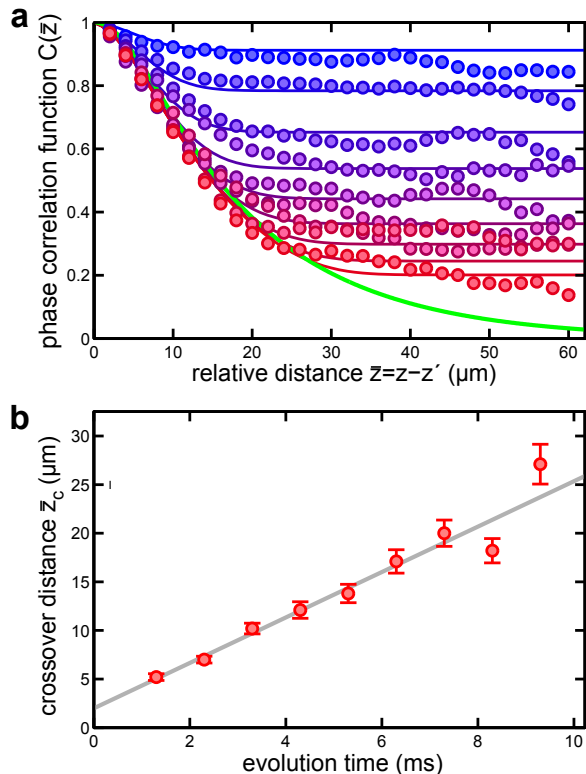 a
phase correlation function C(z̄)
1
0.8
0.6
0.4
0.2
0
0 10 20 30 40 50 60
relative distance z̄=z−z´ (μm)
b
crossover distance z̄_c (μm)
30
25
20
15
10
5
0
0 2 4 6 8 10
evolution time (ms)